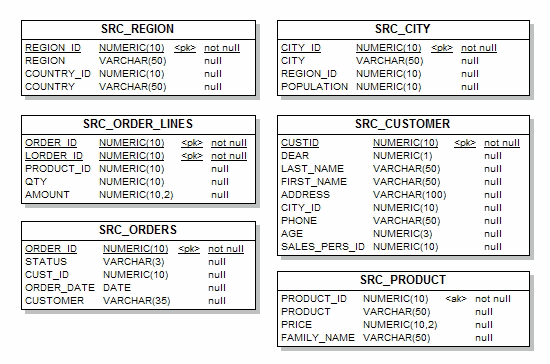 SRC_REGION
REGION_ID NUMERIC(10) <pk> not null
REGION VARCHAR(50) null
COUNTRY_ID NUMERIC(10) null
COUNTRY VARCHAR(50) null
SRC_CITY
CITY_ID NUMERIC(10) <pk> not null
CITY VARCHAR(50) null
REGION_ID NUMERIC(10) null
POPULATION NUMERIC(10) null
SRC_ORDER_LINES
ORDER_ID NUMERIC(10) <pk> not null
LORDER_ID NUMERIC(10) <pk> not null
PRODUCT_ID NUMERIC(10) null
QTY NUMERIC(10) null
AMOUNT NUMERIC(10,2) null
SRC_CUSTOMER
CUSTID NUMERIC(10) <pk> not null
DEAR NUMERIC(1) null
LAST_NAME VARCHAR(50) null
FIRST_NAME VARCHAR(50) null
ADDRESS VARCHAR(100) null
CITY_ID NUMERIC(10) null
PHONE VARCHAR(50) null
AGE NUMERIC(3) null
SALES_PERS_ID NUMERIC(10) null
SRC_ORDERS
ORDER_ID NUMERIC(10) <pk> not null
STATUS VARCHAR(3) null
CUST_ID NUMERIC(10) null
ORDER_DATE DATE null
CUSTOMER VARCHAR(35) null
SRC_PRODUCT
PRODUCT_ID NUMERIC(10) <ak> not null
PRODUCT VARCHAR(50) null
PRICE NUMERIC(10,2) null
FAMILY_NAME VARCHAR(50) null